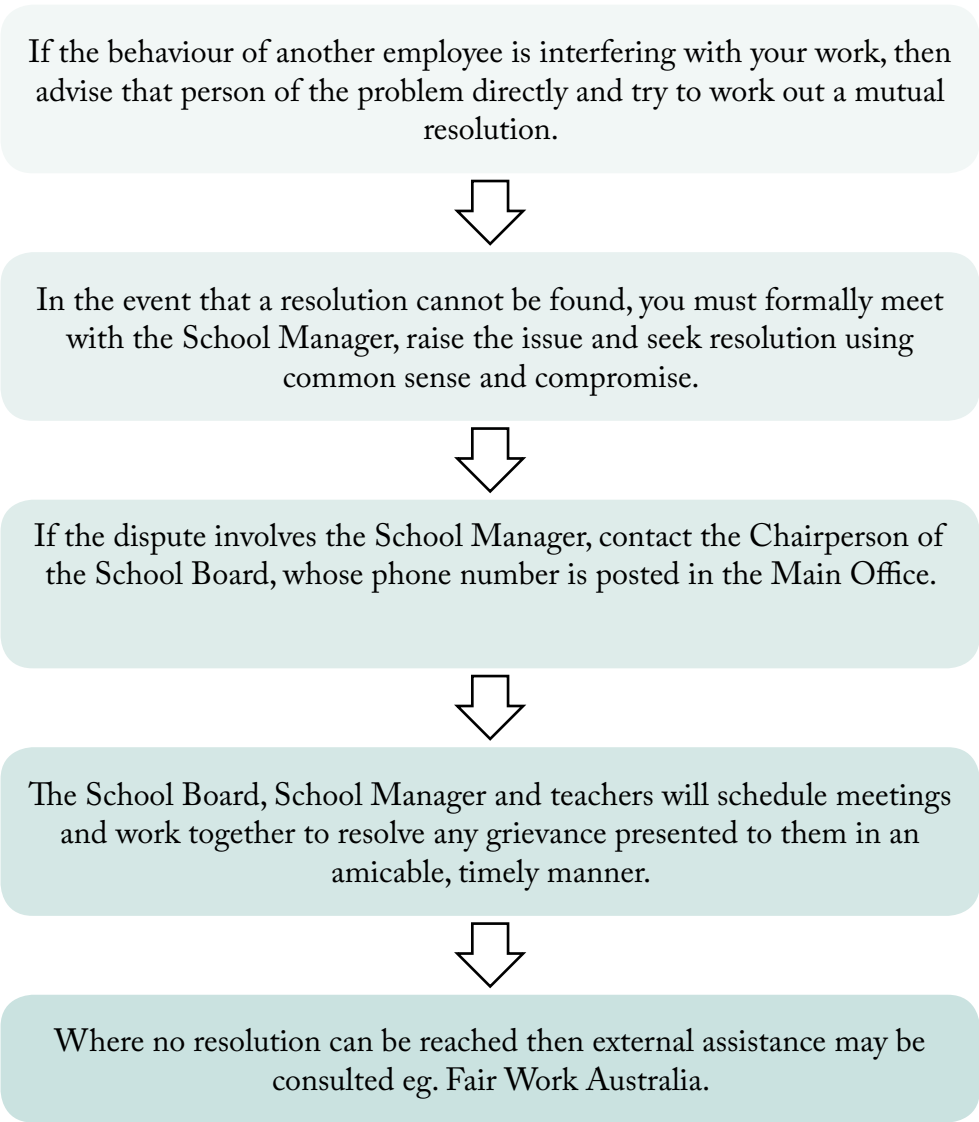 If the behaviour of another employee is interfering with your work, then
advise that person of the problem directly and try to work out a mutual
resolution.
In the event that a resolution cannot be found, you must formally meet
with the School Manager, raise the issue and seek resolution using
common sense and compromise.
If the dispute involves the School Manager, contact the Chairperson of
the School Board, whose phone number is posted in the Main Office.
The School Board, School Manager and teachers will schedule meetings
and work together to resolve any grievance presented to them in an
amicable, timely manner.
Where no resolution can be reached then external assistance may be
consulted eg. Fair Work Australia.